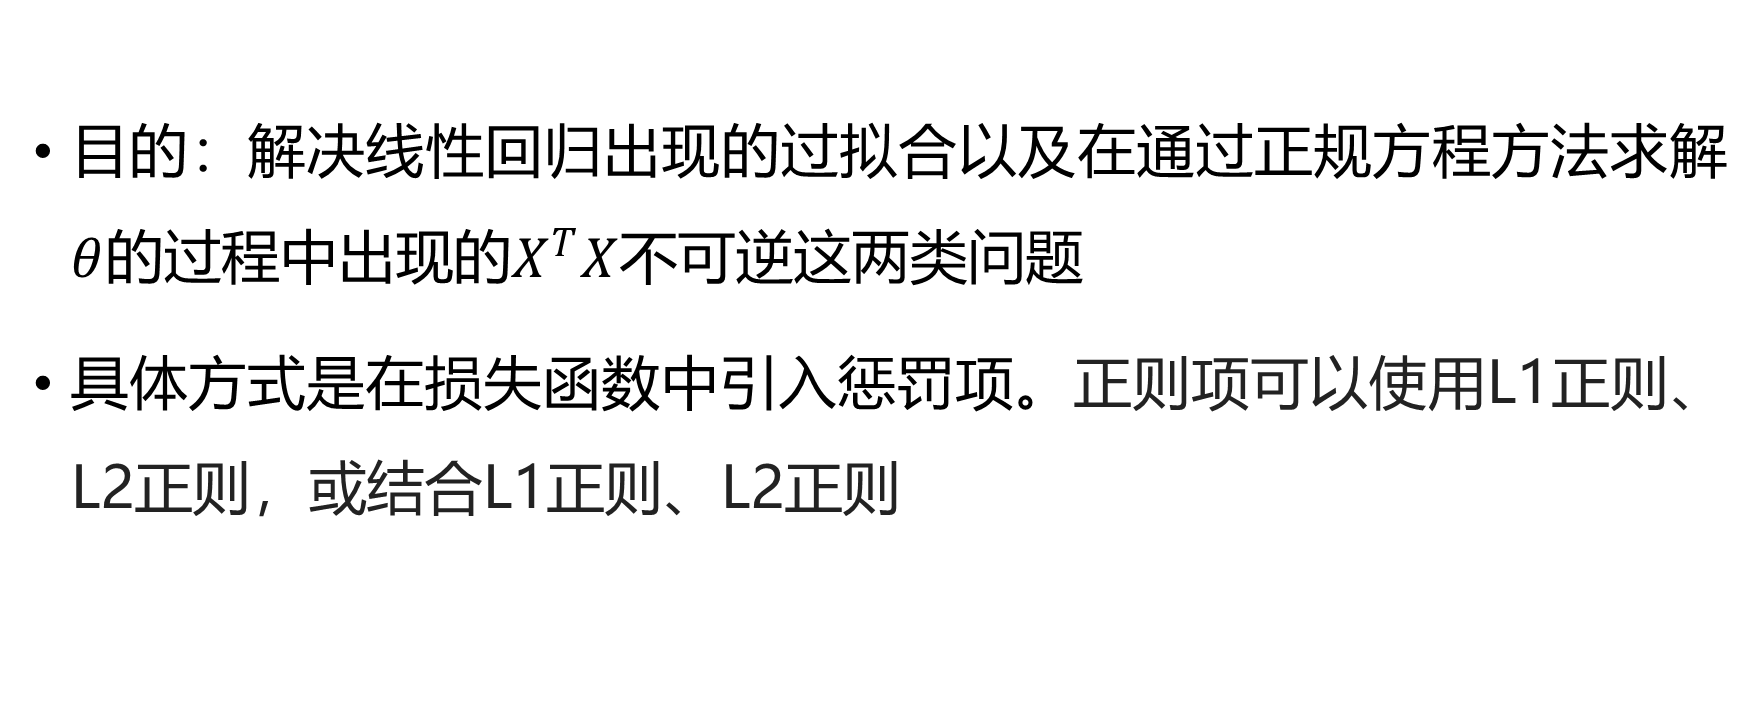 • 目的：解决线性回归出现的过拟合以及在通过正规方程方法求解
θ的过程中出现的XᵀX不可逆这两类问题
• 具体方式是在损失函数中引入惩罚项。正则项可以使用L1正则、
L2正则，或结合L1正则、L2正则